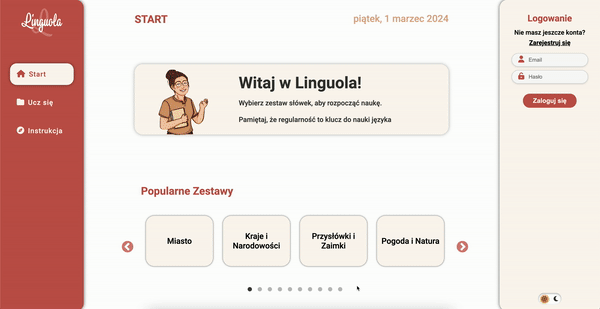 Linguola
Start
Ucz się
Instrukcja
START
piątek, 1 marzec 2024
Witaj w Linguola!
Wybierz zestaw słówek, aby rozpocząć naukę.
Pamiętaj, że regularność to klucz do nauki języka
Popularne Zestawy
Miasto
Kraje i
Narodowości
Przysłówki i
Zaimki
Pogoda i Natura
Logowanie
Nie masz jeszcze konta?
Zarejestruj się
Email
Hasło
Zaloguj się